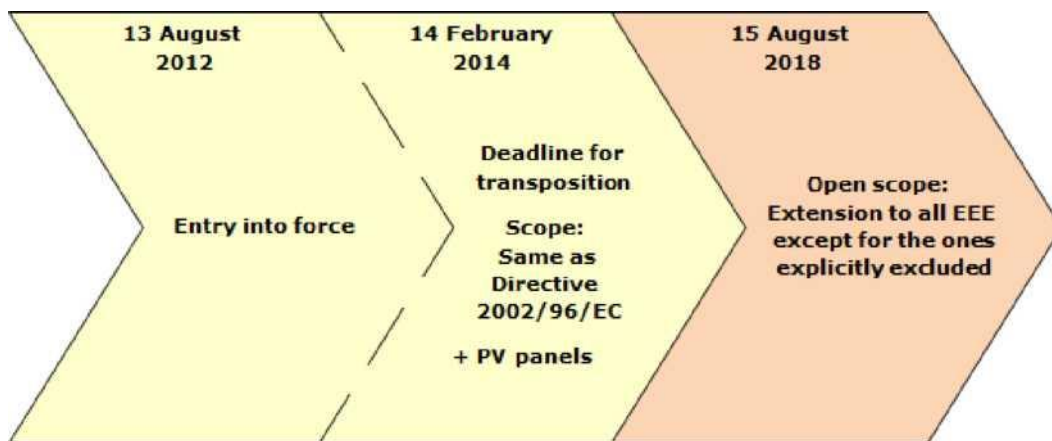 13 August
2012
Entry into force
14 February
2014
Deadline for
transposition
Scope:
Same as
Directive
2002/96/EC
+ PV panels
15 August
2018
Open scope:
Extension to all EEE
except for the ones
explicitly excluded